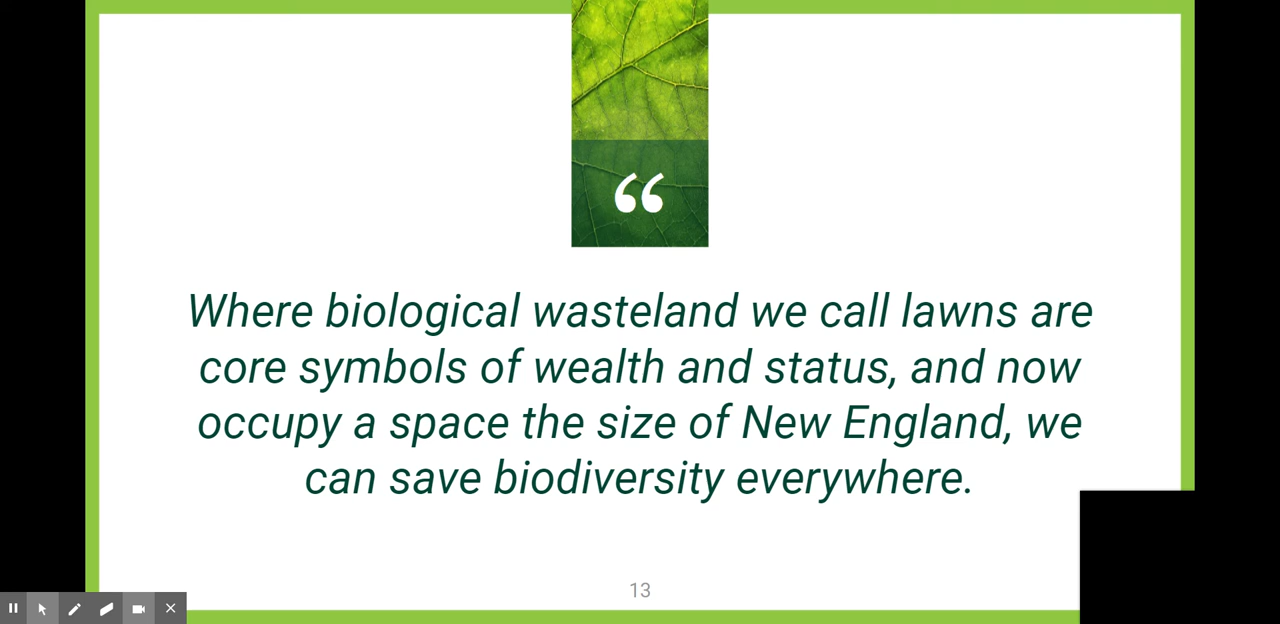 “
Where biological wasteland we call lawns are
core symbols of wealth and status, and now
occupy a space the size of New England, we
can save biodiversity everywhere.
13